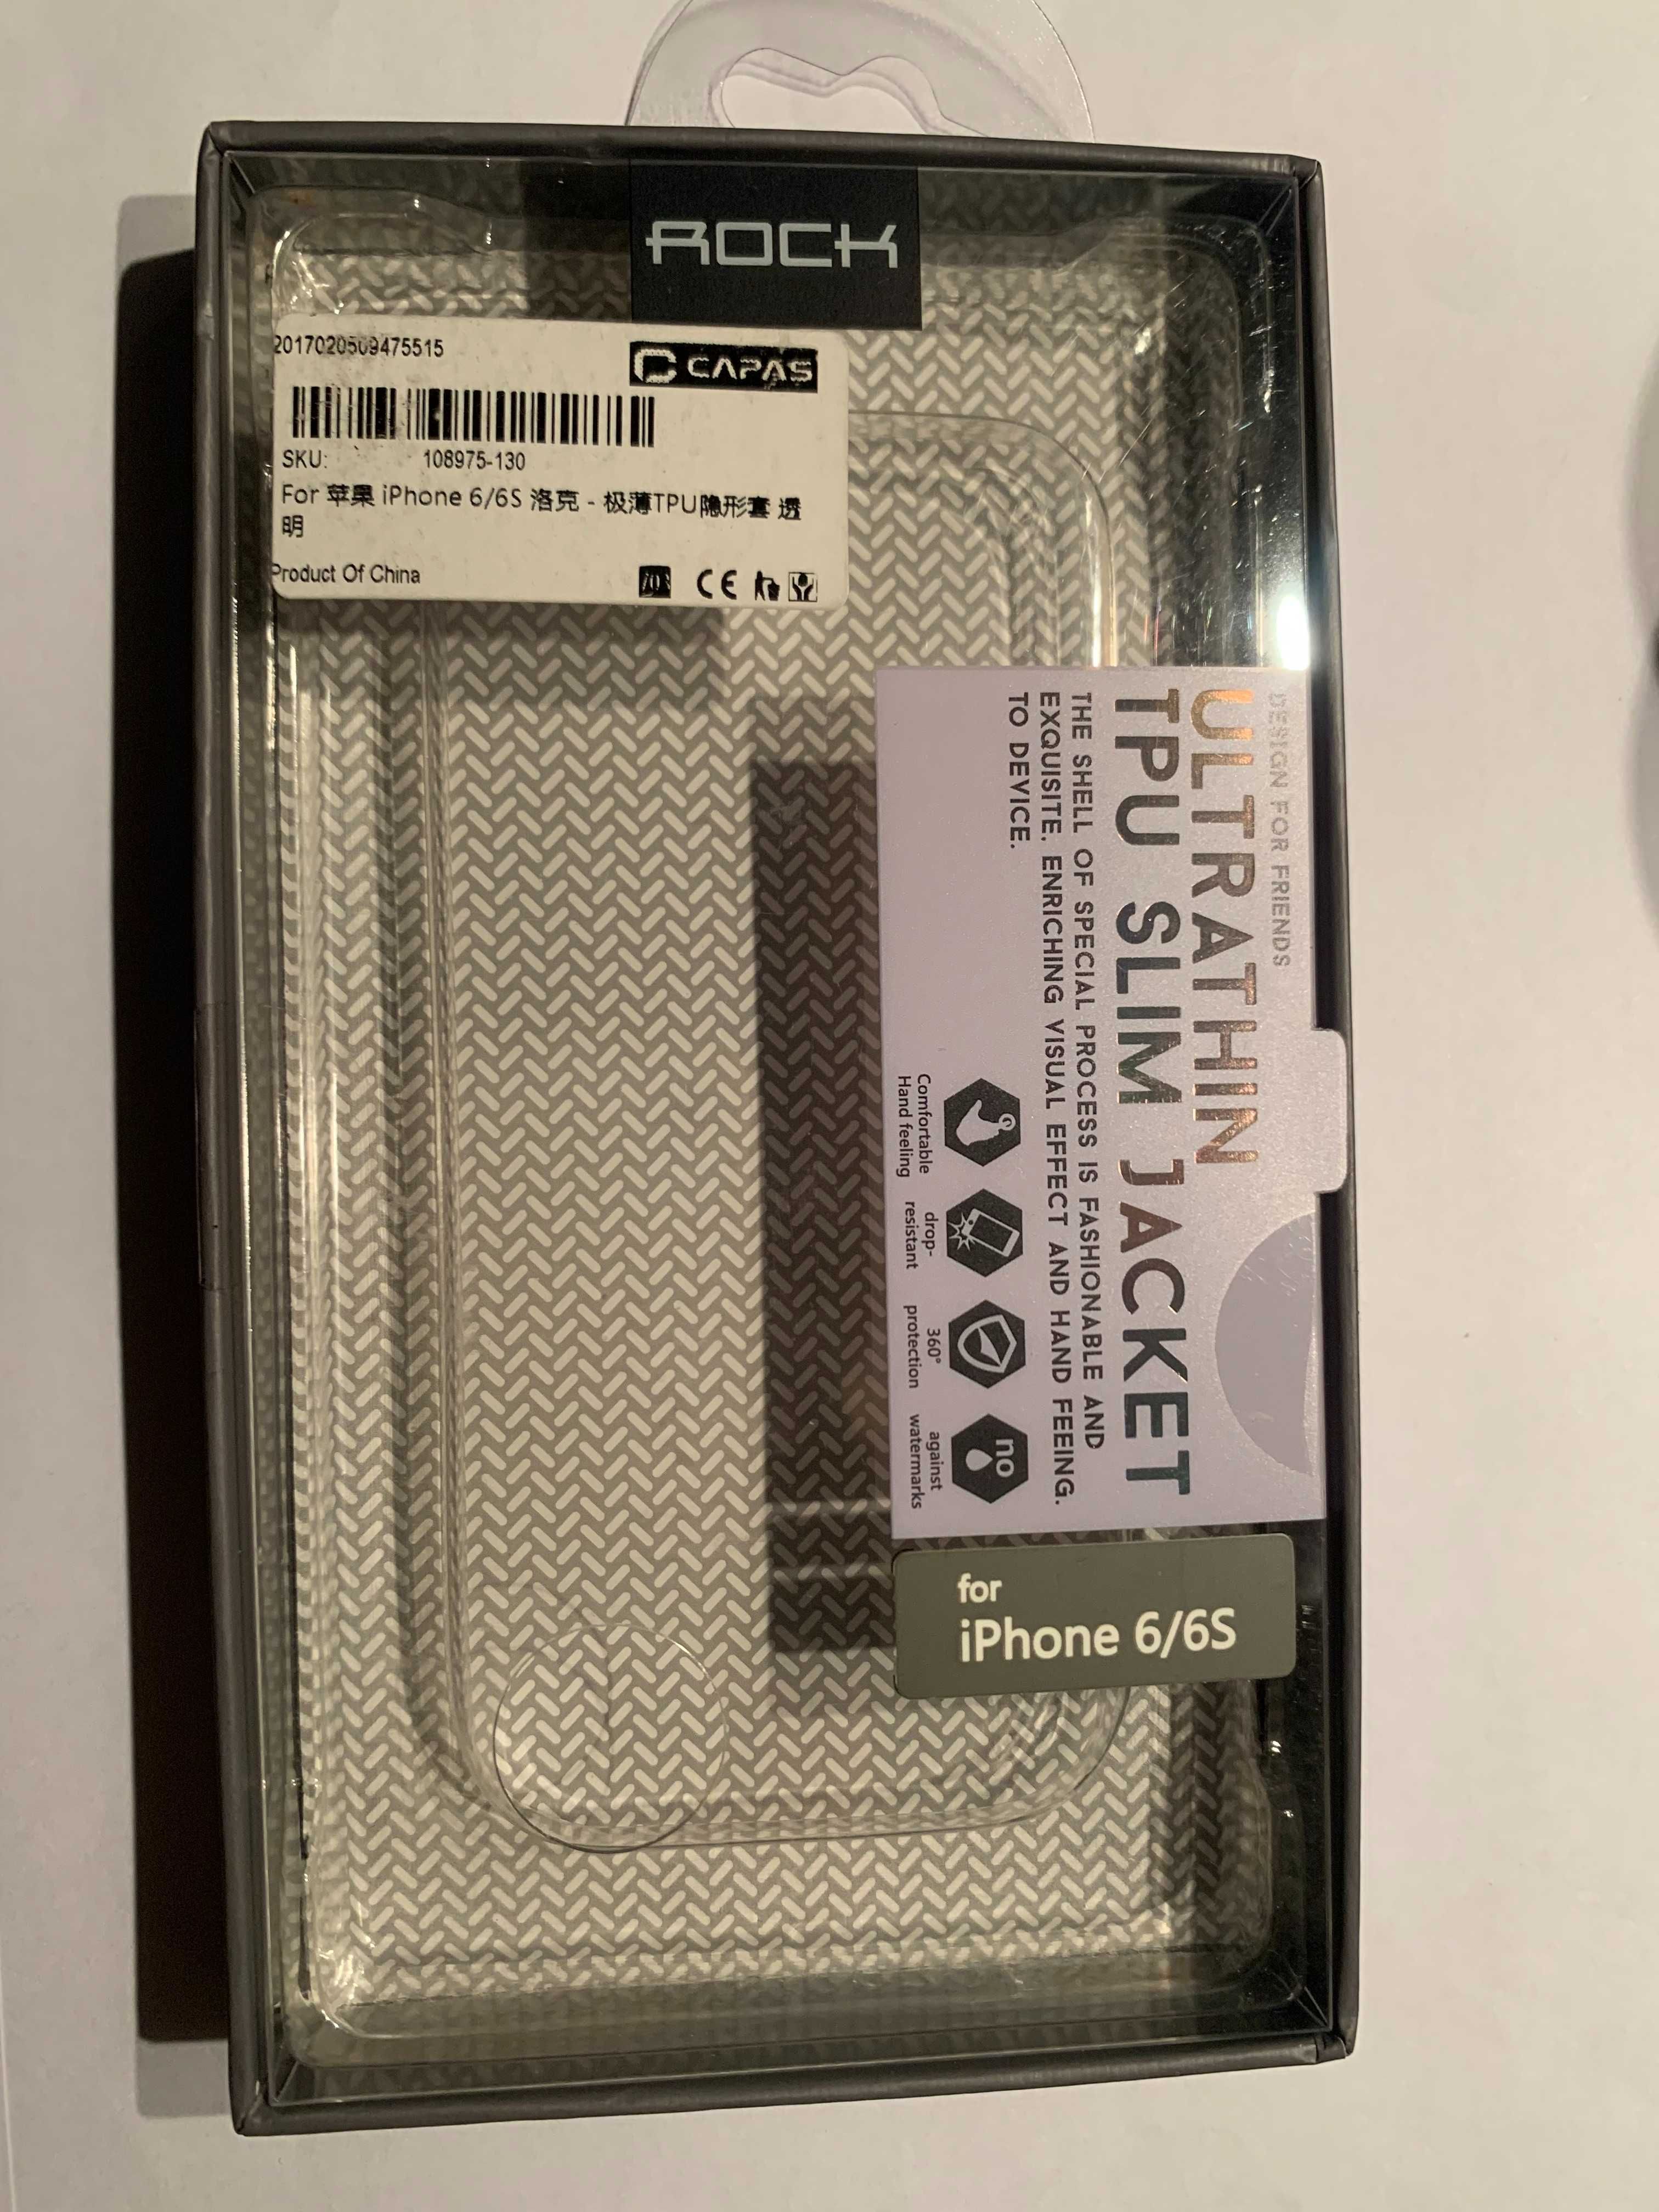 ROCK
2017020509475515
CAPAS
SKU: 108975-130
For 苹果 iPhone 6/6S 洛克 - 极薄TPU隐形套 透
明
Product Of China
CE
DESIGN FOR FRIENDS
ULTRATHIN
TPU SLIM JACKET
THE SHELL OF SPECIAL PROCESS IS FASHIONABLE AND
EXQUISITE. ENRICHING VISUAL EFFECT AND HAND FEEING.
TO DEVICE.
Comfortable
Hand feeling
drop-
resistant
360°
protection
no
against
watermarks
for
iPhone 6/6S